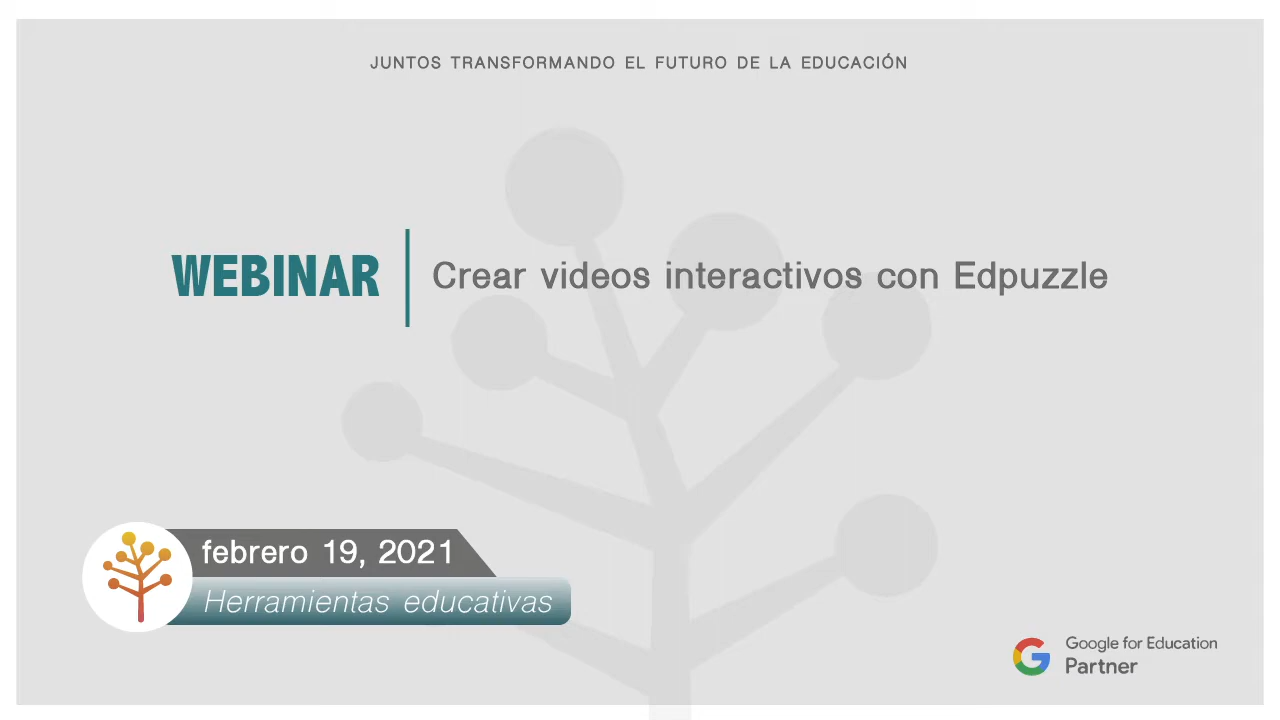 JUNTOS TRANSFORMANDO EL FUTURO DE LA EDUCACIÓN
WEBINAR
Crear videos interactivos con Edpuzzle
febrero 19, 2021
Herramientas educativas
Google for Education
Partner